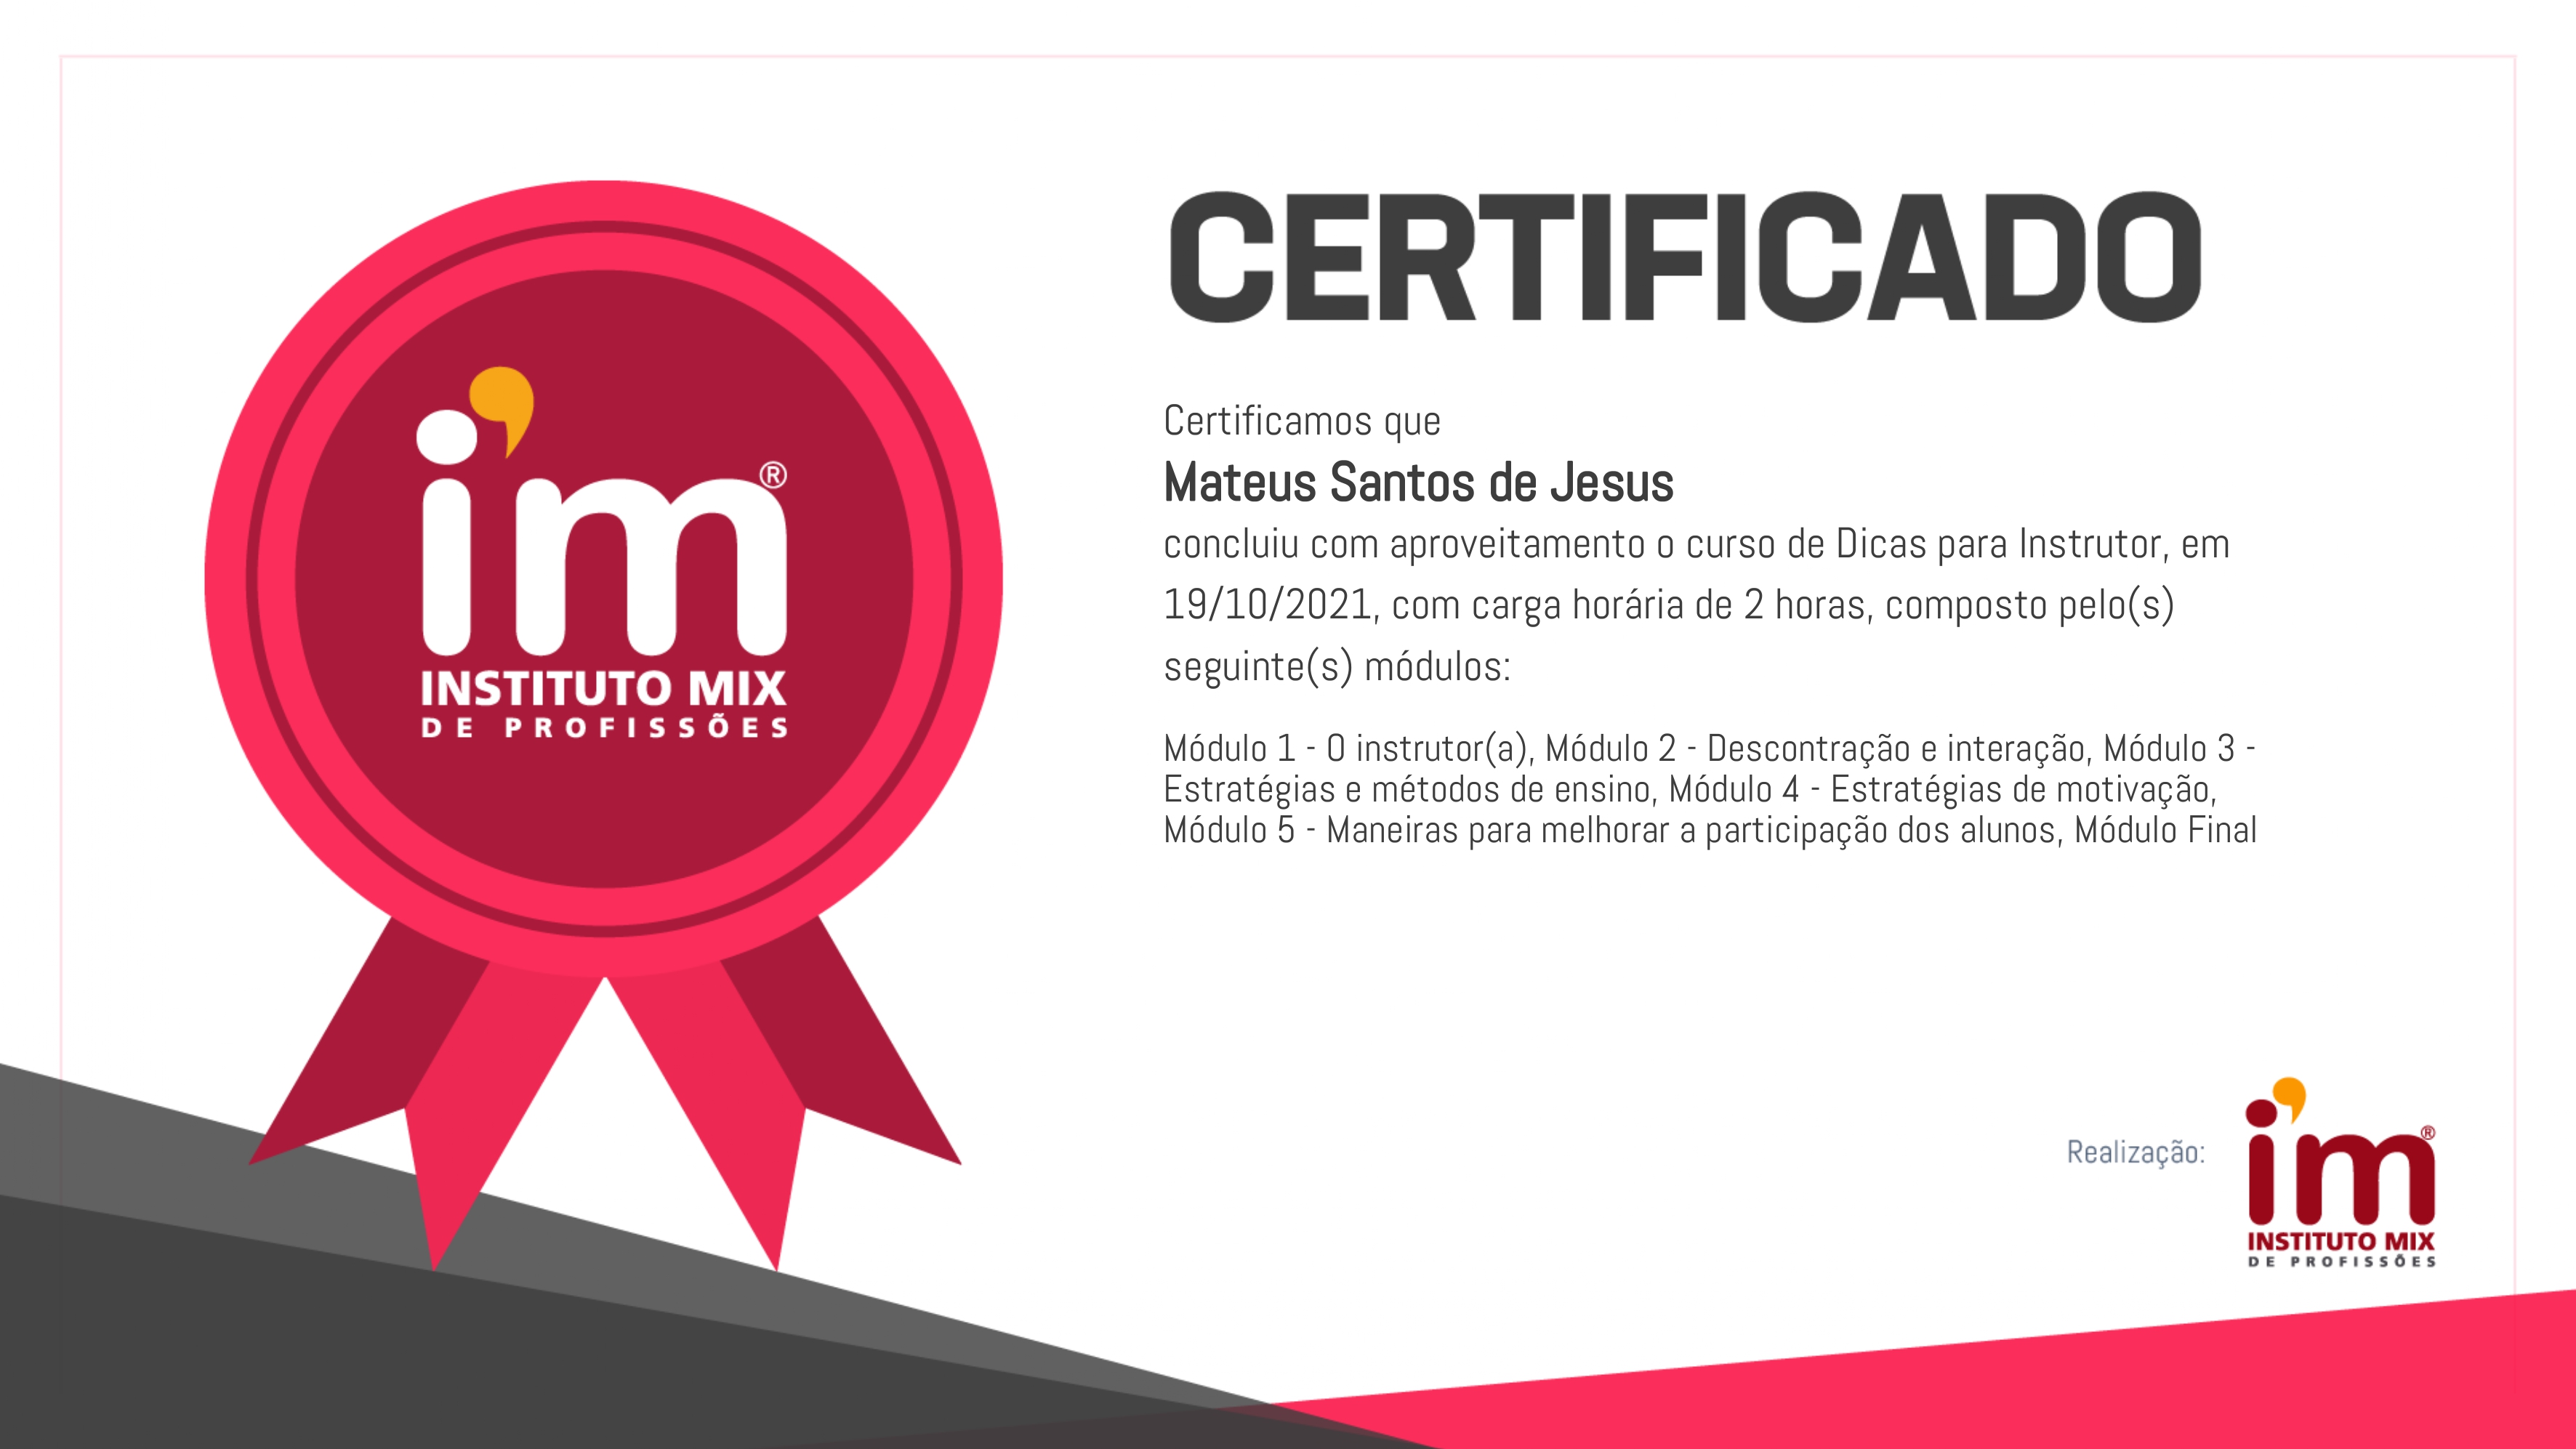 i'm®
INSTITUTO MIX
DE PROFISSÕES
CERTIFICADO
Certificamos que
Mateus Santos de Jesus
concluiu com aproveitamento o curso de Dicas para Instrutor, em
19/10/2021, com carga horária de 2 horas, composto pelo(s)
seguinte(s) módulos:
Módulo 1 - O instrutor(a), Módulo 2 - Descontração e interação, Módulo 3 -
Estratégias e métodos de ensino, Módulo 4 - Estratégias de motivação,
Módulo 5 - Maneiras para melhorar a participação dos alunos, Módulo Final
Realização:
i'm®
INSTITUTO MIX
DE PROFISSÕES